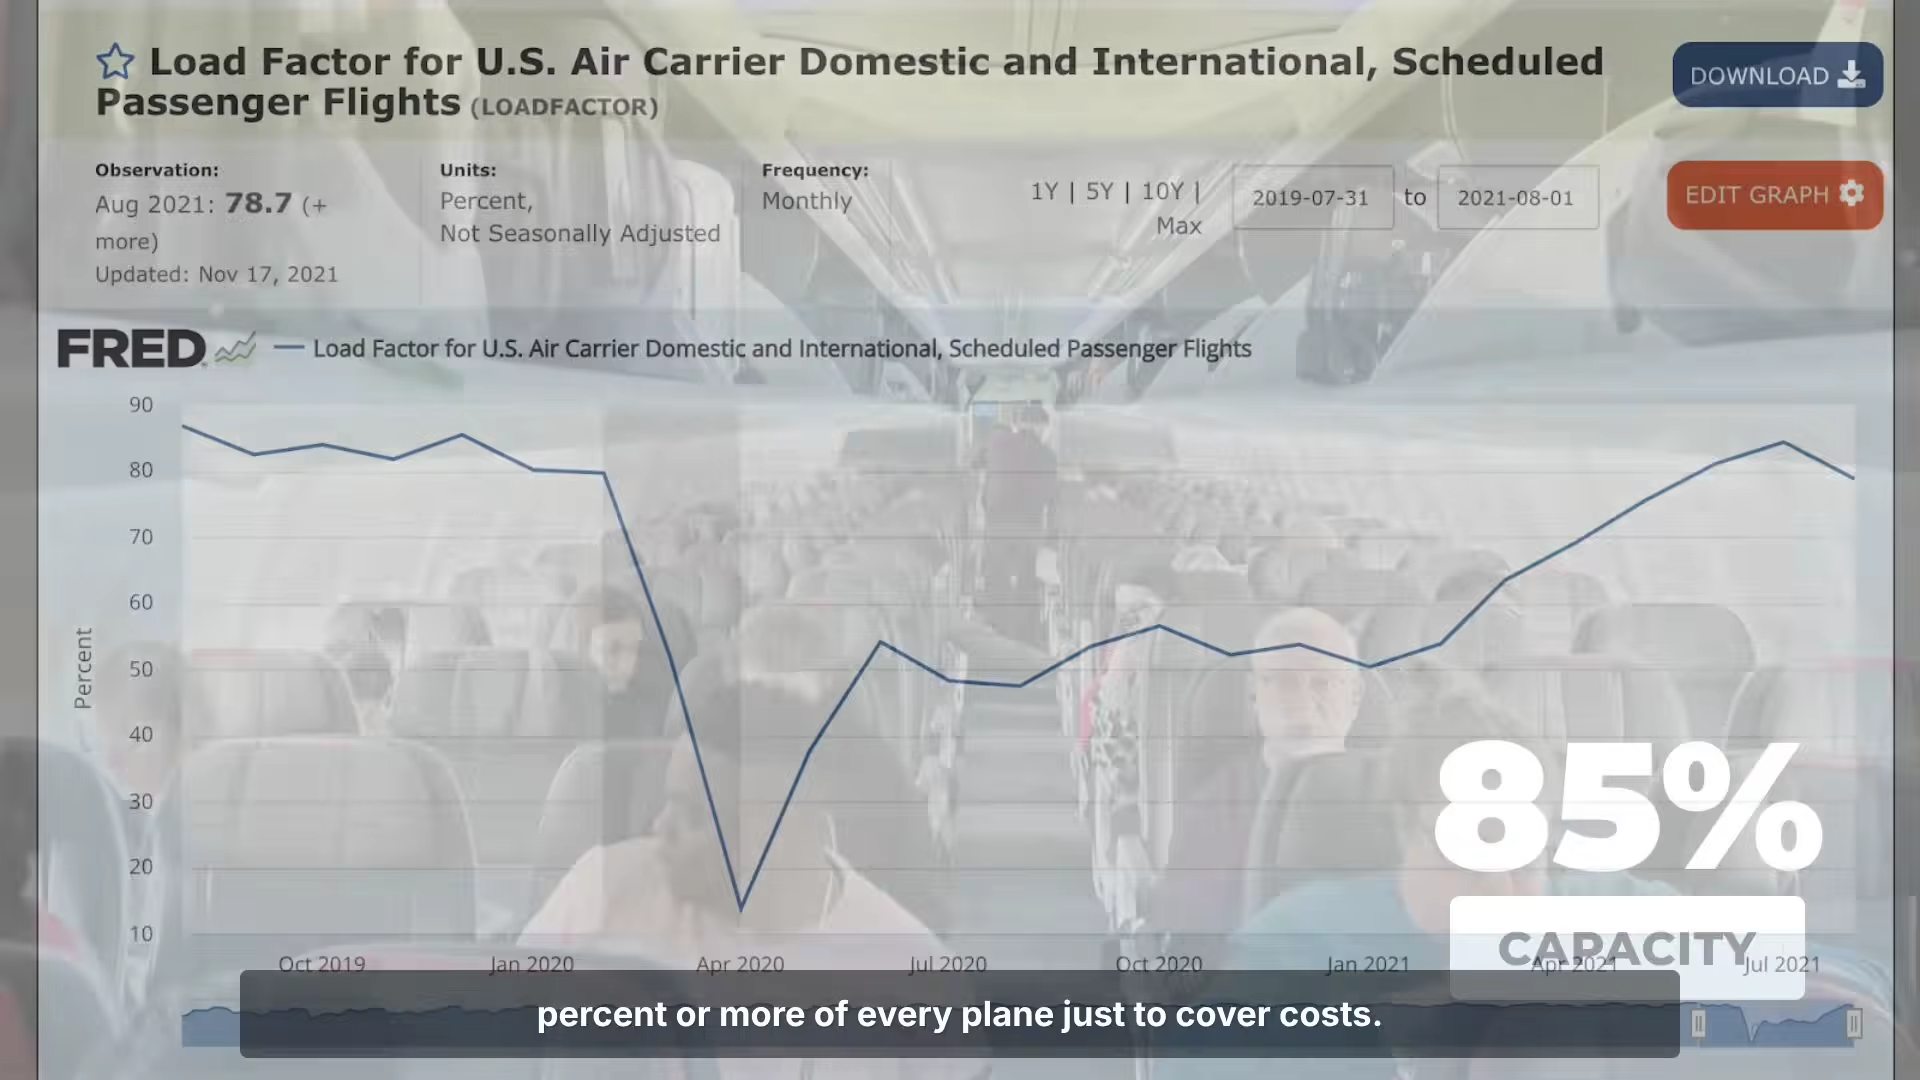 Load Factor for U.S. Air Carrier Domestic and International, Scheduled
Passenger Flights (LOADFACTOR)
DOWNLOAD
Observation:
Aug 2021: 78.7 (+
more)
Updated: Nov 17, 2021
Units:
Percent,
Not Seasonally Adjusted
Frequency:
Monthly
1Y | 5Y | 10Y |
Max
2019-07-31 to 2021-08-01
EDIT GRAPH
FRED
Load Factor for U.S. Air Carrier Domestic and International, Scheduled Passenger Flights
90
80
70
60
50
40
30
20
10
Percent
Oct 2019 Jan 2020 Apr 2020 Jul 2020 Oct 2020 Jan 2021 Apr 2021 Jul 2021
85%
CAPACITY
percent or more of every plane just to cover costs.